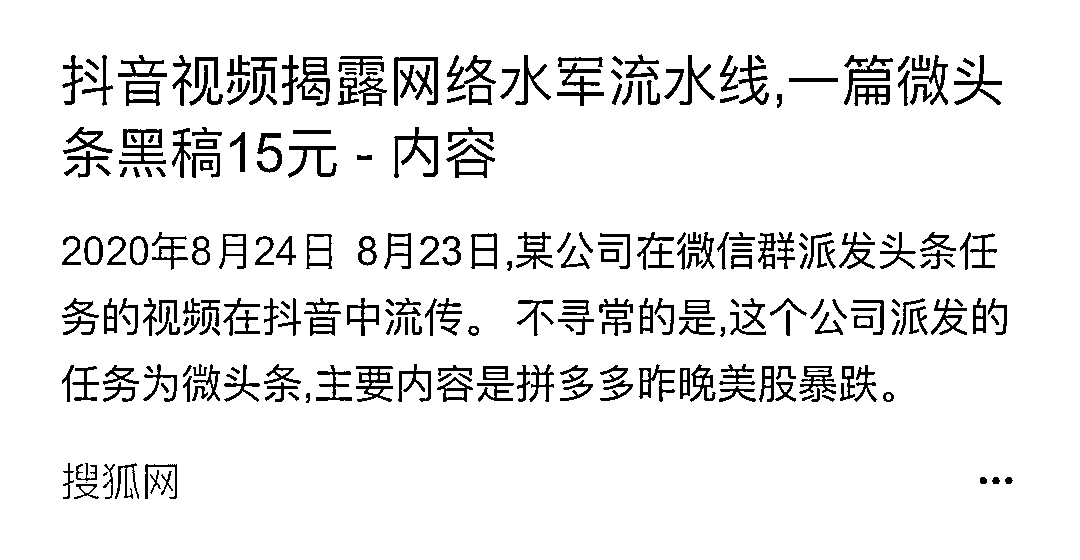 抖音视频揭露网络水军流水线,一篇微头
条黑稿15元 - 内容
2020年8月24日 8月23日,某公司在微信群派发头条任
务的视频在抖音中流传。 不寻常的是,这个公司派发的
任务为微头条,主要内容是拼多多昨晚美股暴跌。
搜狐网